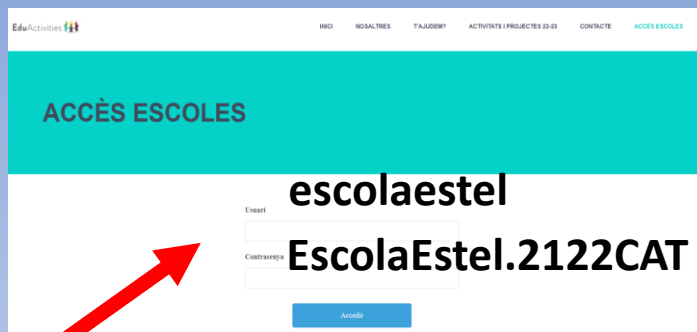 EduActivities
INICI NOSALTRES T'AJUDEM? ACTIVITATS I PROJECTES 22-23 CONTACTE ACCÈS ESCOLES
ACCÈS ESCOLES
escolaestel
Usuari
EscolaEstel.2122CAT
Contrasenya
Accedir